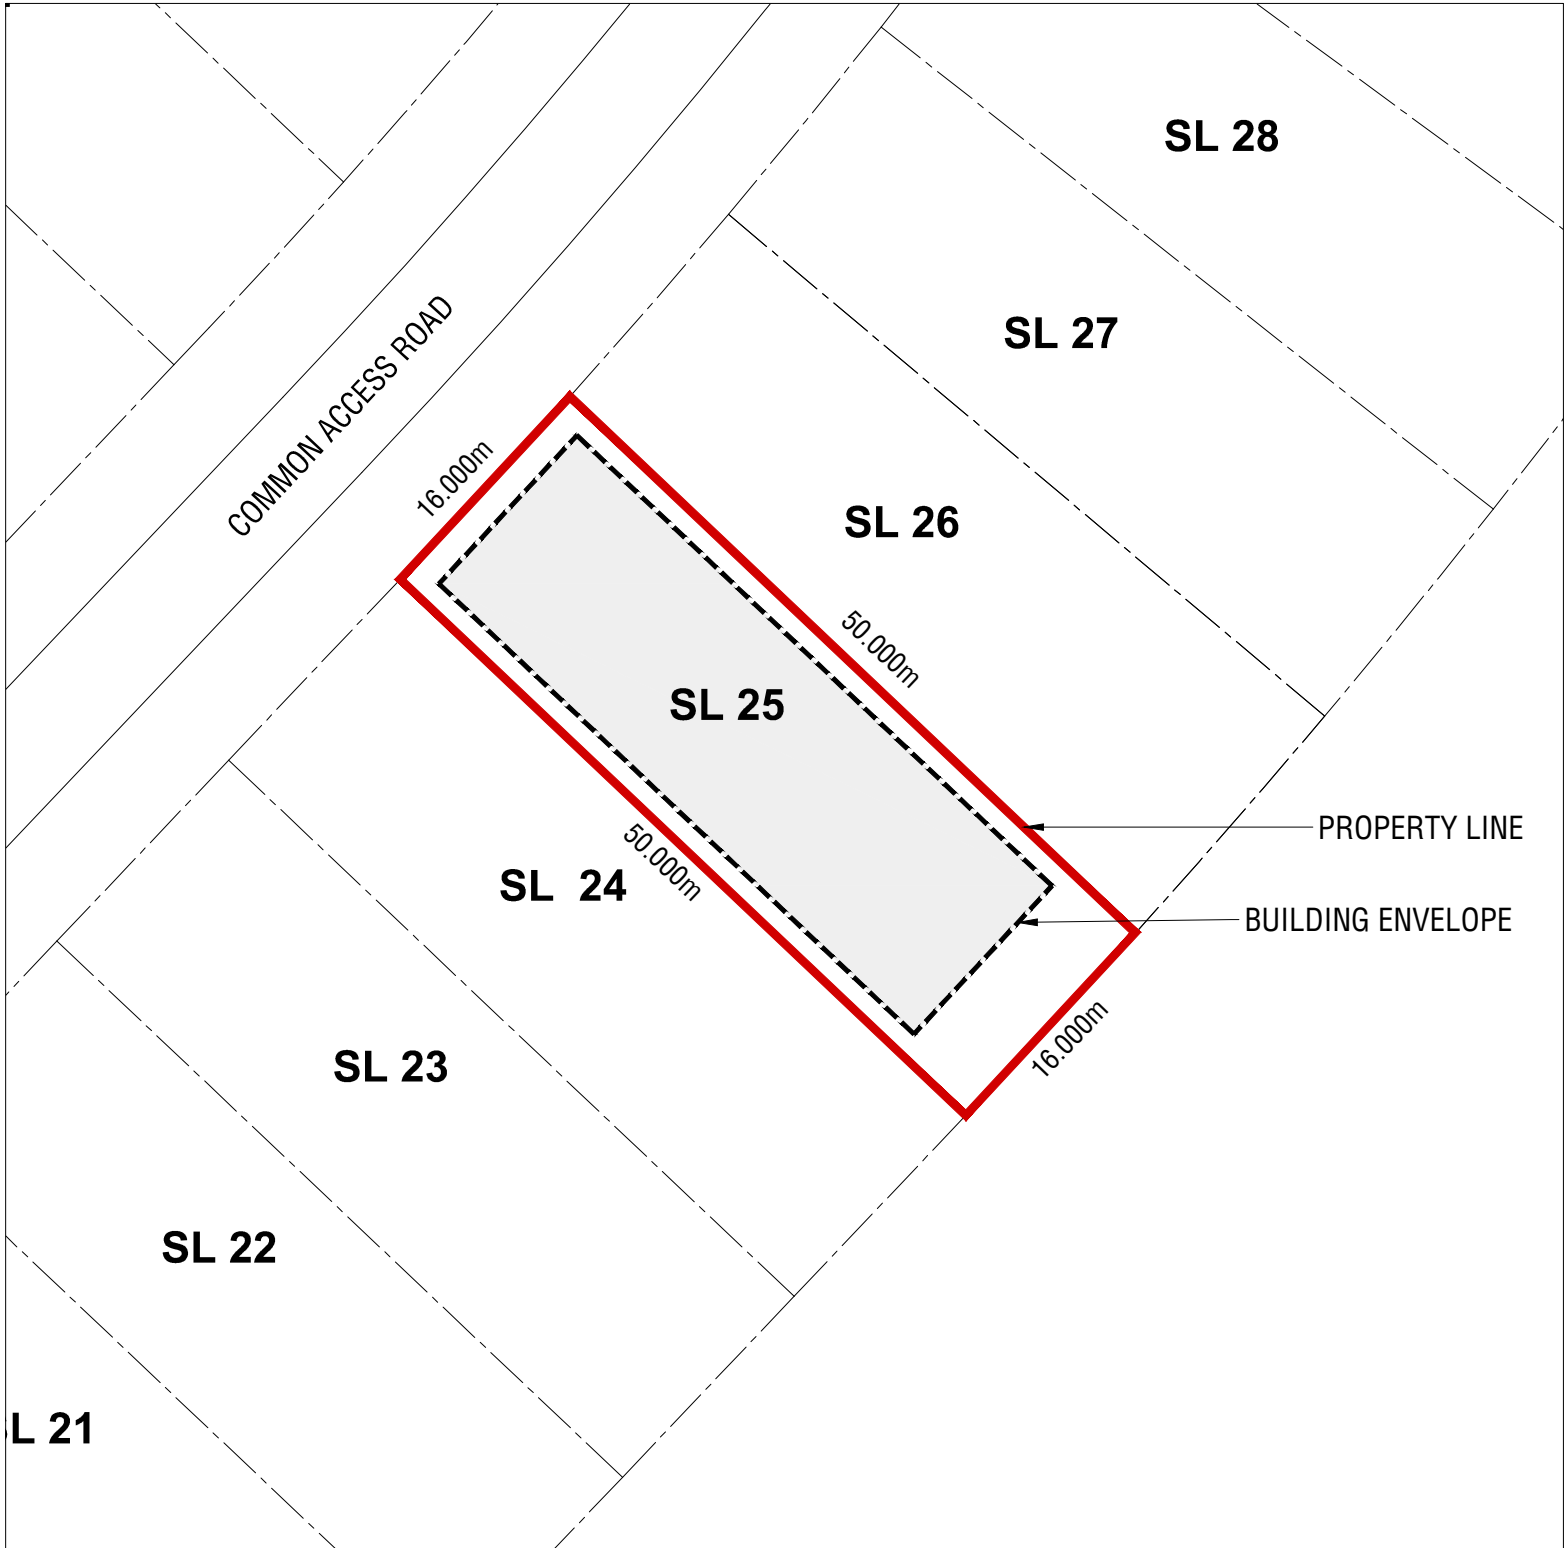 SL 28
SL 27
COMMON ACCESS ROAD
16.000m
SL 26
50.000m
SL 25
PROPERTY LINE
50.000m
SL 24
BUILDING ENVELOPE
16.000m
SL 23
SL 22
SL 21